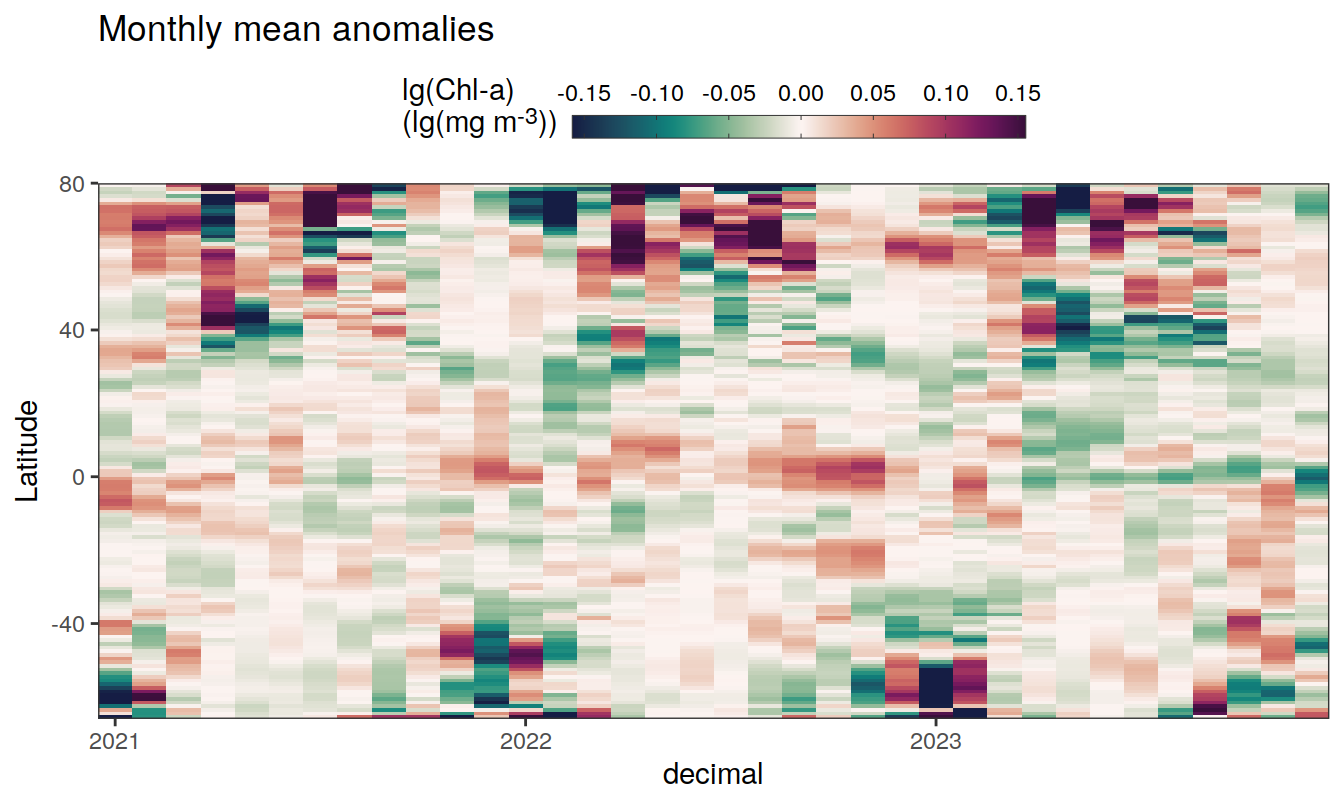 Monthly mean anomalies
lg(Chl-a)
(lg(mg m-3))
-0.15 -0.10 -0.05 0.00 0.05 0.10 0.15
80
40
0
-40
Latitude
2021 2022 2023
decimal